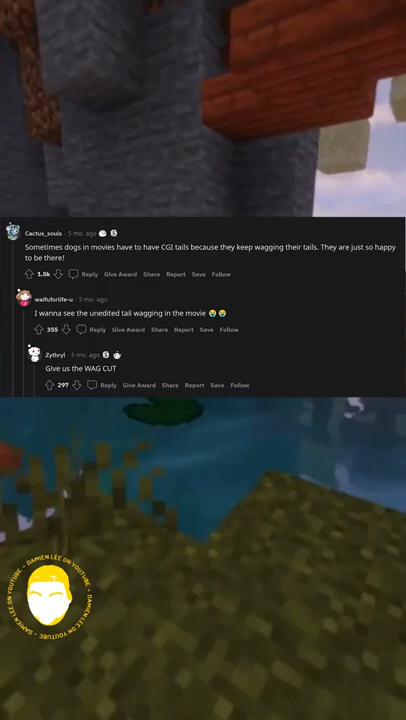 Cactus_souls · 5 mo. ago
Sometimes dogs in movies have to have CGI tails because they keep wagging their tails. They are just so happy
to be there!
1.5k Reply Give Award Share Report Save Follow
waifuforlife-u · 5 mo. ago
I wanna see the unedited tail wagging in the movie 😭😭
355 Reply Give Award Share Report Save Follow
Zythryl · 5 mo. ago
Give us the WAG CUT
297 Reply Give Award Share Report Save Follow
DAMIEN LEE ON YOUTUBE • DAMIEN LEE ON YOUTUBE • DAMIEN LEE ON YOUTUBE •